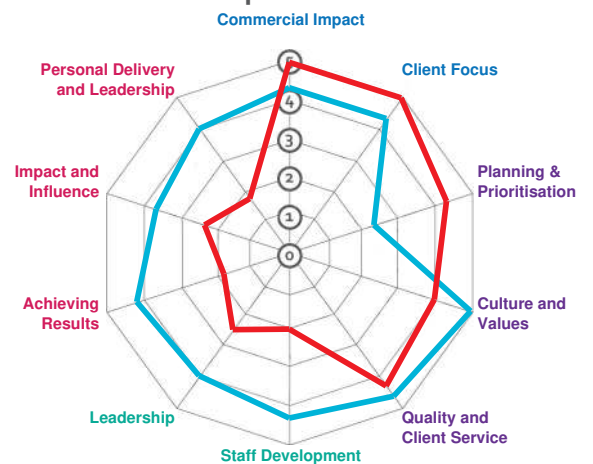 Commercial Impact
Personal Delivery
and Leadership
Client Focus
5
4
3
2
1
0
Impact and
Influence
Planning &
Prioritisation
Achieving
Results
Culture and
Values
Leadership
Quality and
Client Service
Staff Development